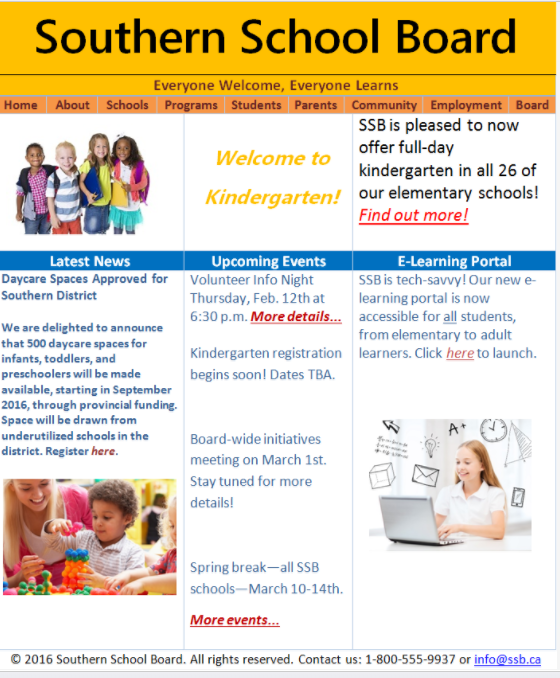 Southern School Board
Everyone Welcome, Everyone Learns
Home About Schools Programs Students Parents Community Employment Board
Welcome to
Kindergarten!
SSB is pleased to now
offer full-day
kindergarten in all 26 of
our elementary schools!
Find out more!
Latest News
Daycare Spaces Approved for
Southern District
We are delighted to announce
that 500 daycare spaces for
infants, toddlers, and
preschoolers will be made
available, starting in September
2016, through provincial funding.
Space will be drawn from
underutilized schools in the
district. Register here.
Upcoming Events
Volunteer Info Night
Thursday, Feb. 12th at
6:30 p.m. More details...
Kindergarten registration
begins soon! Dates TBA.
Board-wide initiatives
meeting on March 1st.
Stay tuned for more
details!
Spring break—all SSB
schools—March 10-14th.
More events...
E-Learning Portal
SSB is tech-savvy! Our new e-
learning portal is now
accessible for all students,
from elementary to adult
learners. Click here to launch.
A+
© 2016 Southern School Board. All rights reserved. Contact us: 1-800-555-9937 or info@ssb.ca